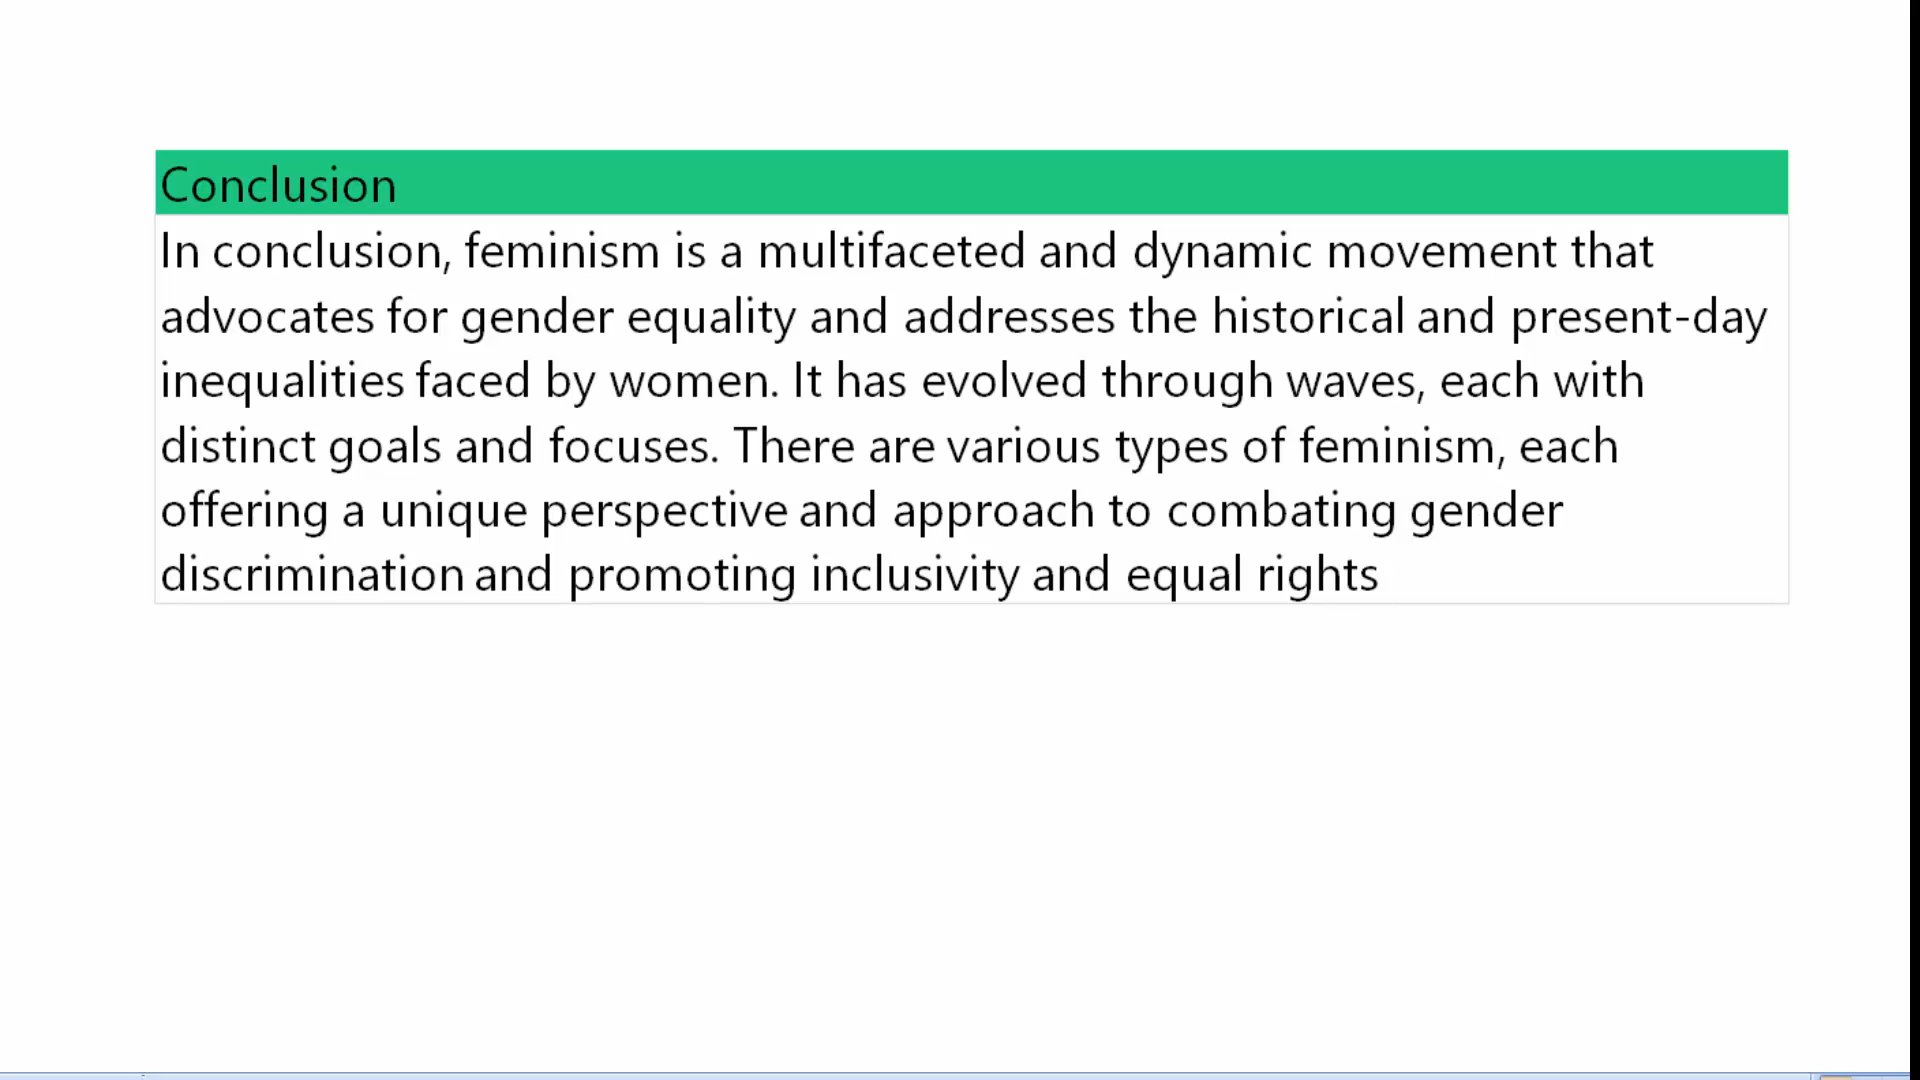 Conclusion
In conclusion, feminism is a multifaceted and dynamic movement that
advocates for gender equality and addresses the historical and present-day
inequalities faced by women. It has evolved through waves, each with
distinct goals and focuses. There are various types of feminism, each
offering a unique perspective and approach to combating gender
discrimination and promoting inclusivity and equal rights